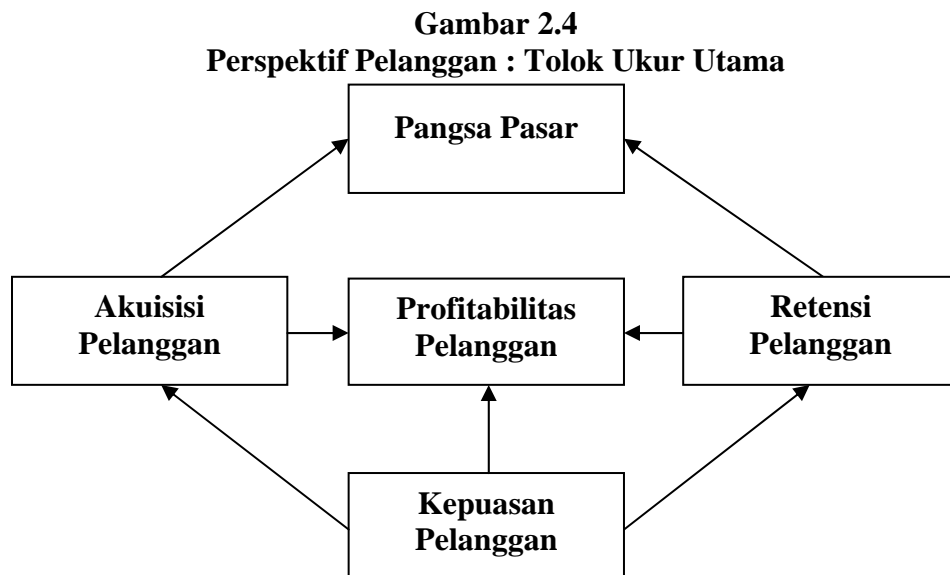 Gambar 2.4
Perspektif Pelanggan : Tolok Ukur Utama
Pangsa Pasar
Akuisisi
Pelanggan
Profitabilitas
Pelanggan
Retensi
Pelanggan
Kepuasan
Pelanggan